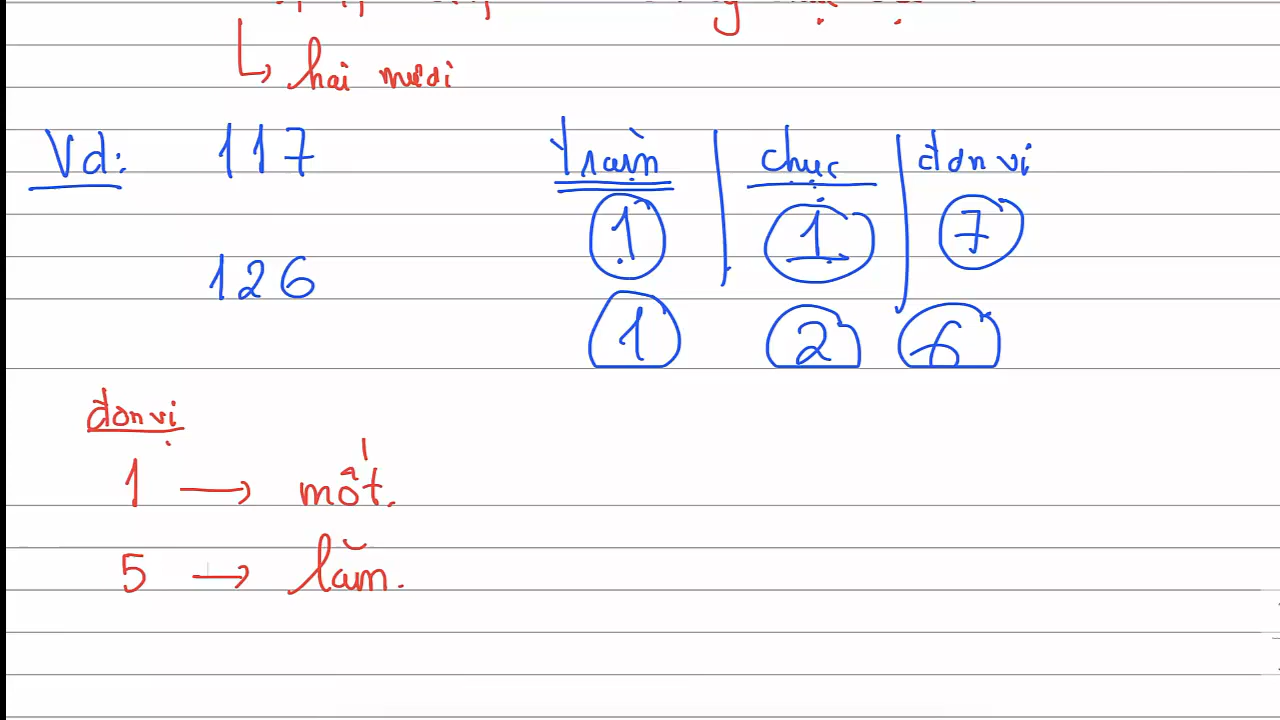 hai mươi
Vd: 117 Trăm chục đơn vị
1 1 7
126
1 2 6
đơn vị
1 → mốt.
5 → lăm.